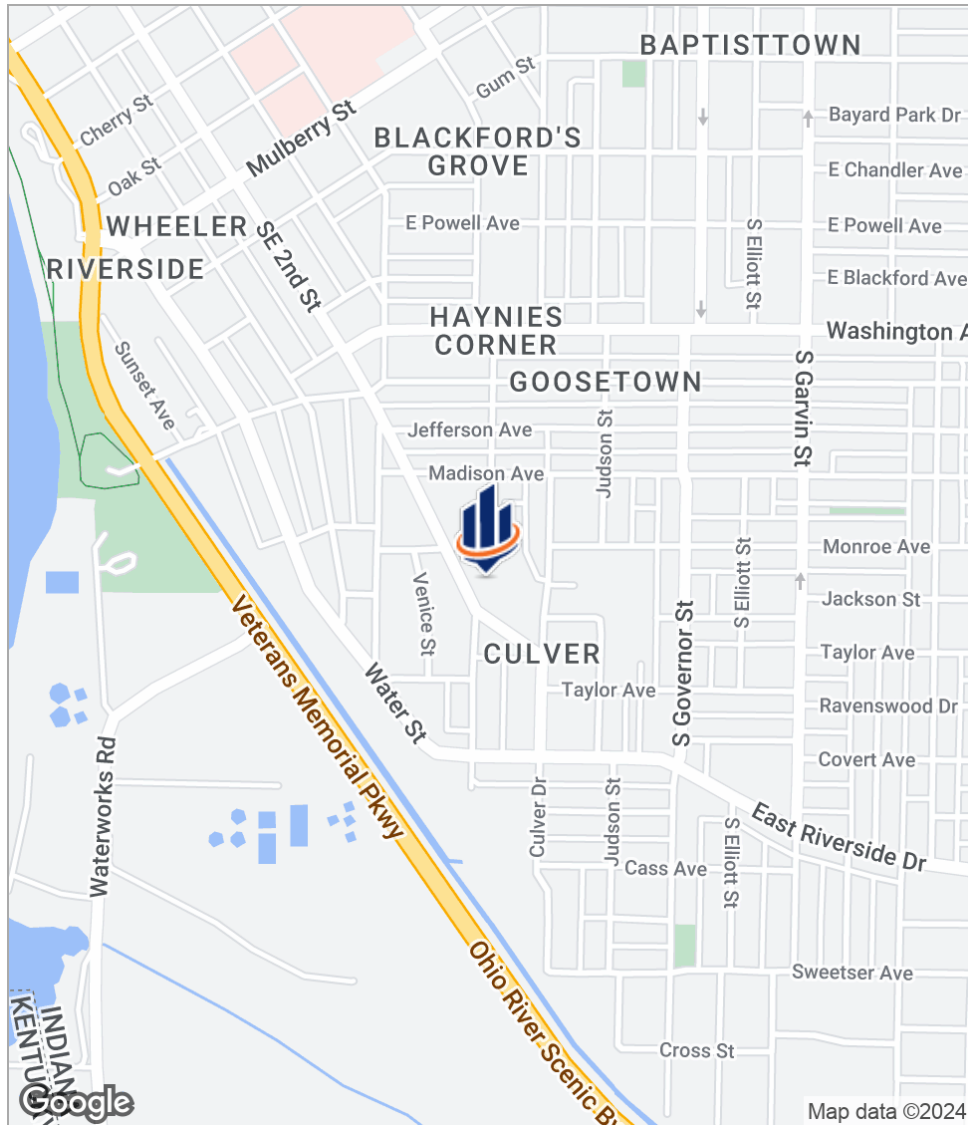 BAPTISTTOWN
Gum St
Cherry St
Bayard Park Dr
Mulberry St
BLACKFORD'S
GROVE
E Chandler Ave
Oak St
WHEELER
E Powell Ave
E Powell Ave
S Elliott St
SE 2nd St
RIVERSIDE
E Blackford Ave
HAYNIES
CORNER
Washington A
Sunset Ave
GOOSETOWN
S Garvin St
Jefferson Ave
Judson St
Madison Ave
Monroe Ave
Venice St
S Elliott St
Jackson St
Veterans Memorial Pkwy
CULVER
S Governor St
Taylor Ave
Water St
Taylor Ave
Ravenswood Dr
Covert Ave
Waterworks Rd
Culver Dr
Judson St
East Riverside Dr
S Elliott St
Cass Ave
Ohio River Scenic By
Sweetser Ave
INDIANA
KENTUCKY
Cross St
Google
Map data ©2024